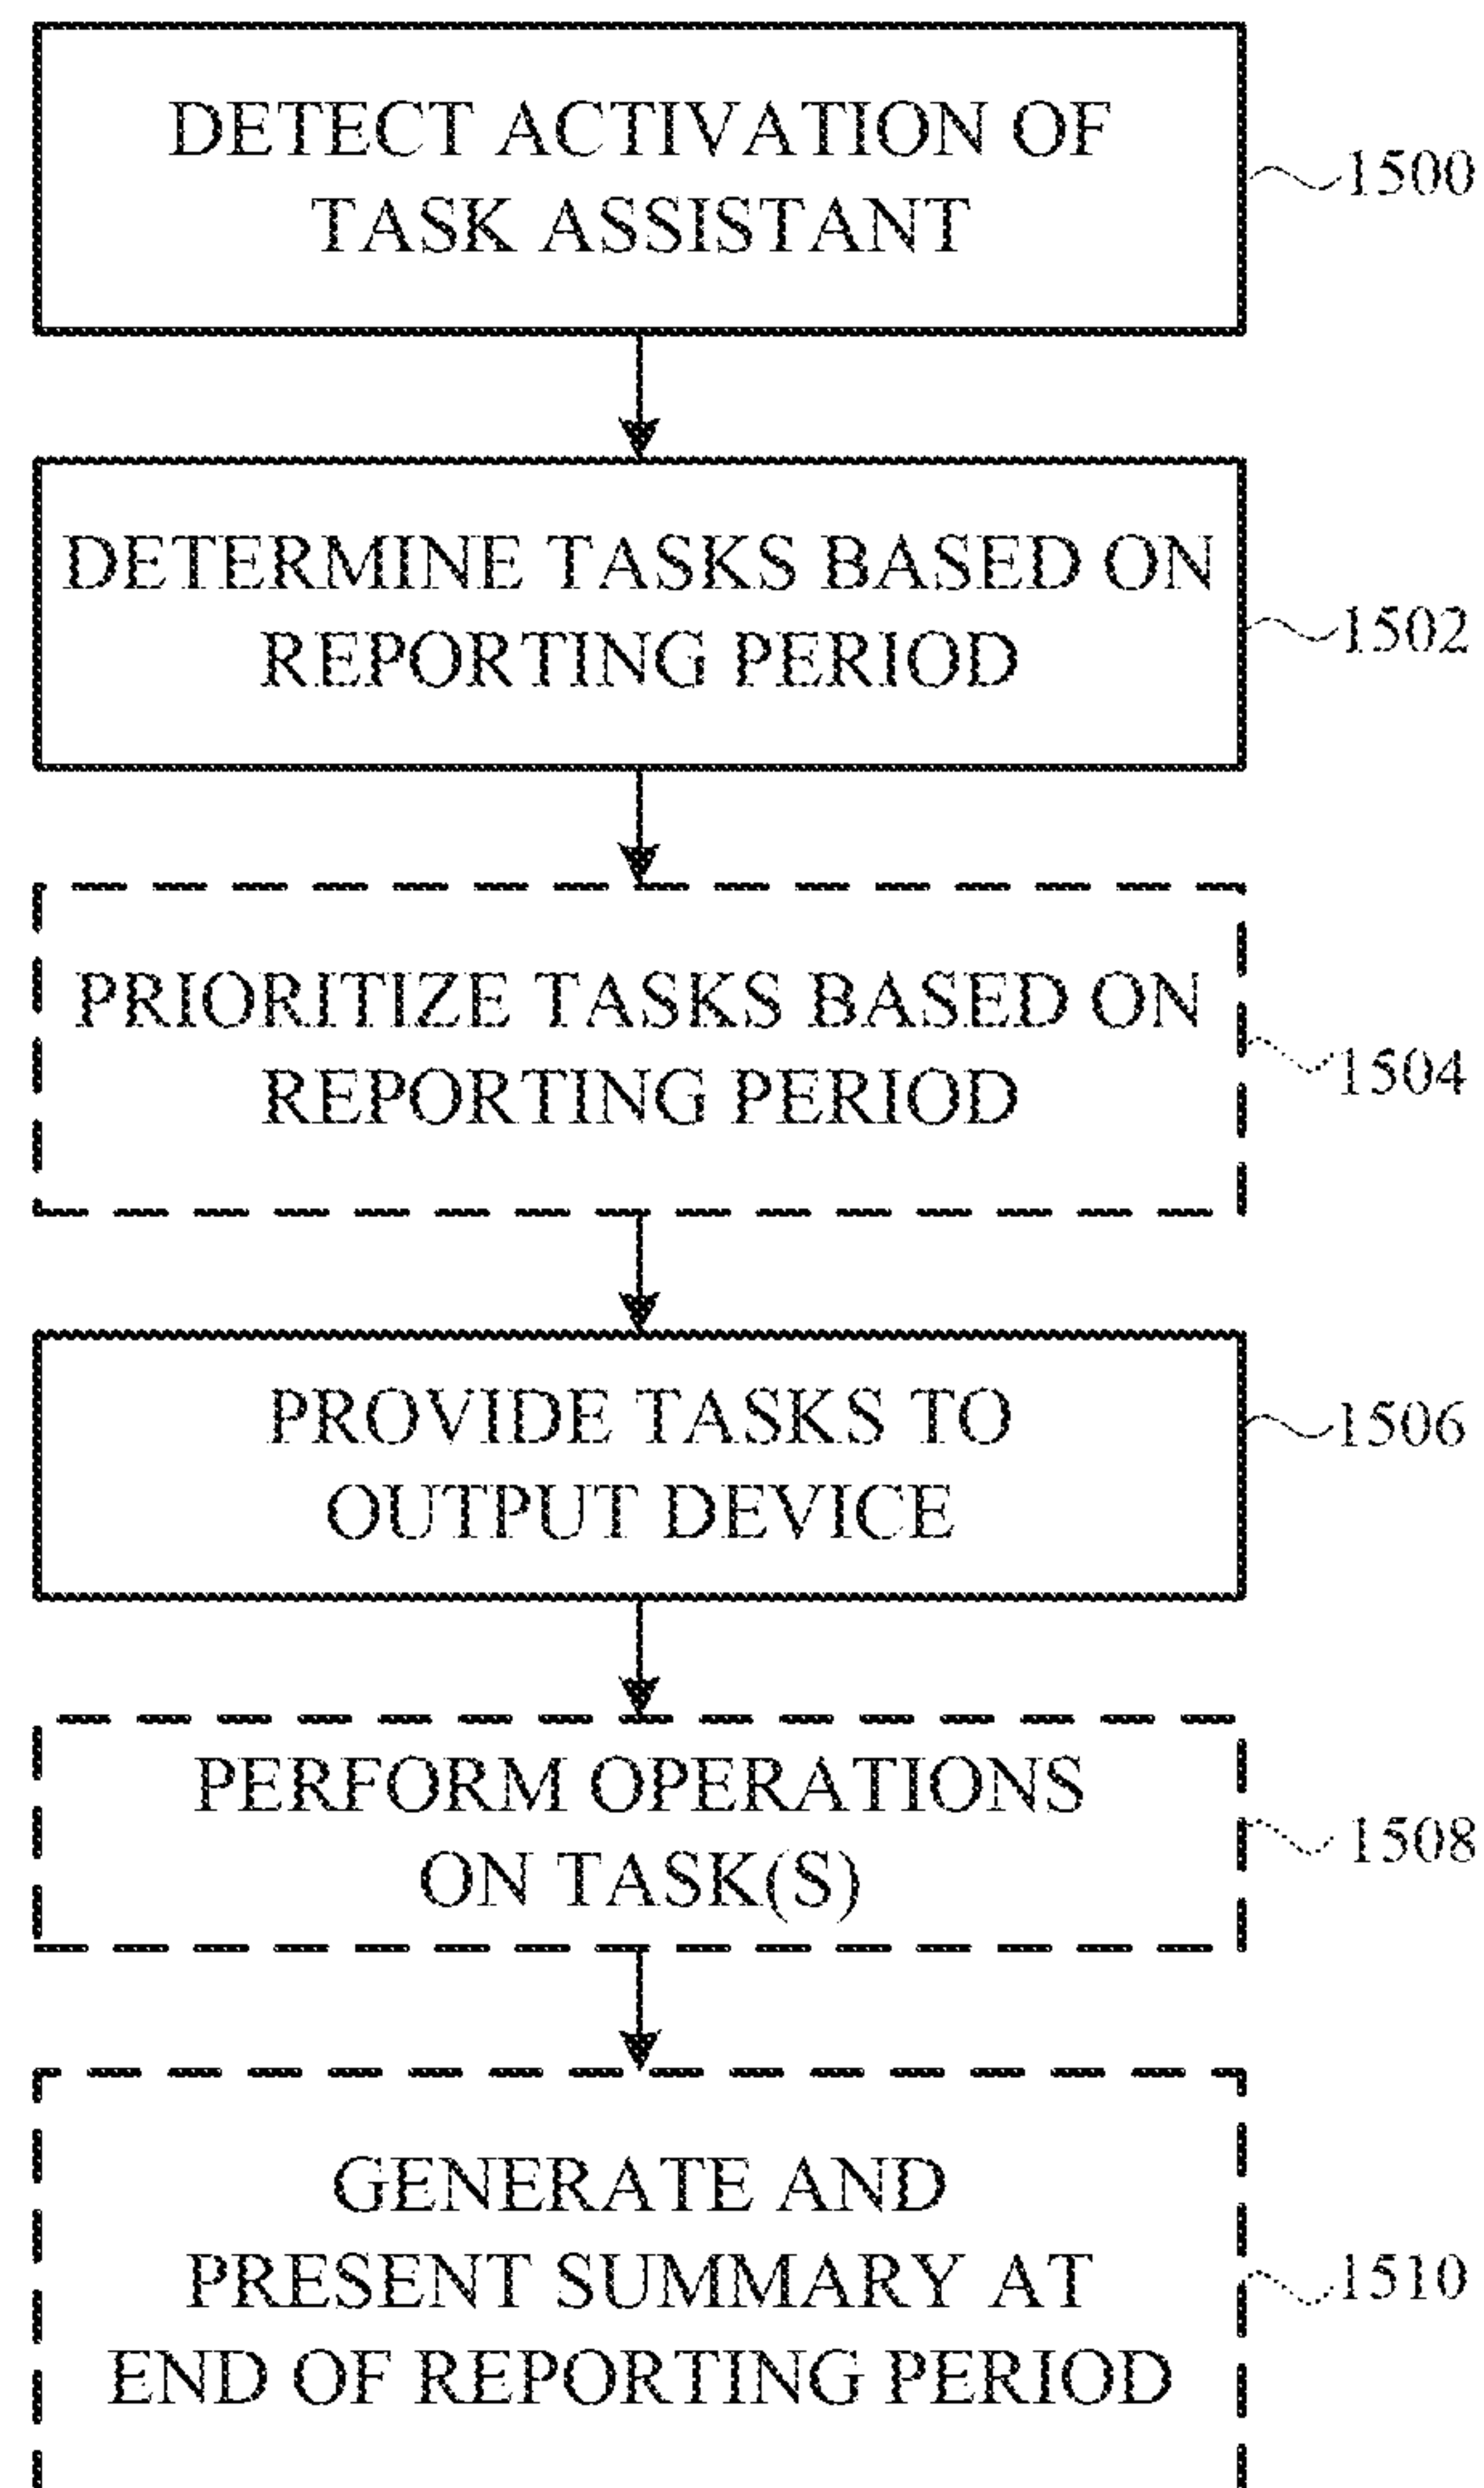 DETECT ACTIVATION OF
TASK ASSISTANT
1500
DETERMINE TASKS BASED ON
REPORTING PERIOD
1502
PRIORITIZE TASKS BASED ON
REPORTING PERIOD
1504
PROVIDE TASKS TO
OUTPUT DEVICE
1506
PERFORM OPERATIONS
ON TASK(S)
1508
GENERATE AND
PRESENT SUMMARY AT
END OF REPORTING PERIOD
1510